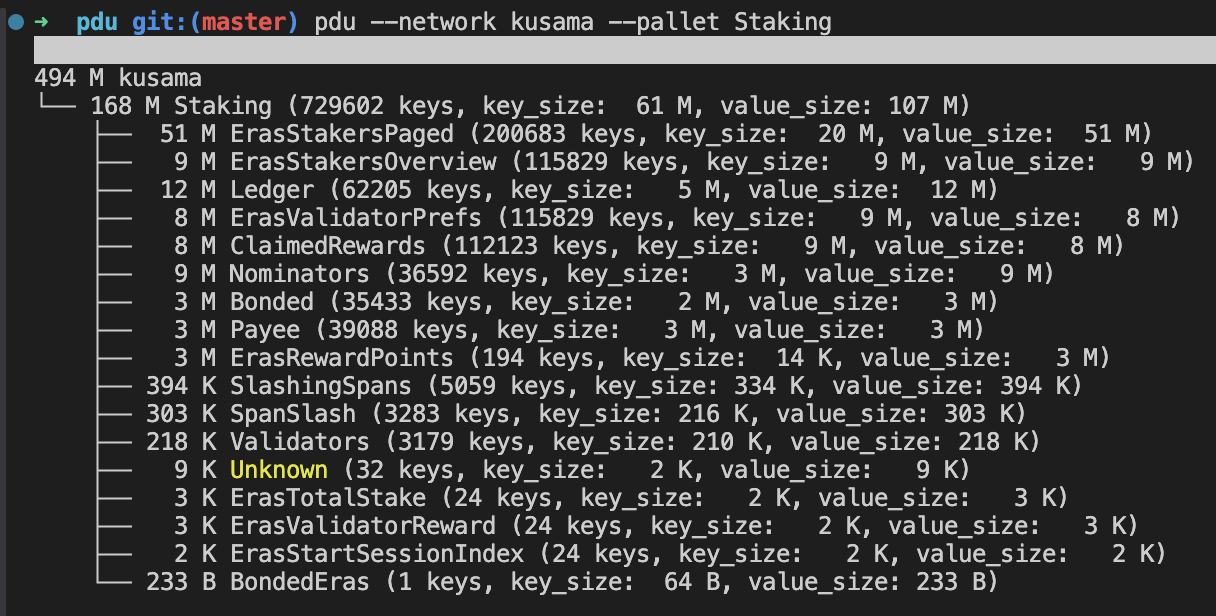 ➜ pdu git:(master) pdu --network kusama --pallet Staking
494 M kusama
└── 168 M Staking (729602 keys, key_size:  61 M, value_size: 107 M)
    ├──  51 M ErasStakersPaged (200683 keys, key_size:  20 M, value_size:  51 M)
    ├──   9 M ErasStakersOverview (115829 keys, key_size:   9 M, value_size:   9 M)
    ├──  12 M Ledger (62205 keys, key_size:   5 M, value_size:  12 M)
    ├──   8 M ErasValidatorPrefs (115829 keys, key_size:   9 M, value_size:   8 M)
    ├──   8 M ClaimedRewards (112123 keys, key_size:   9 M, value_size:   8 M)
    ├──   9 M Nominators (36592 keys, key_size:   3 M, value_size:   9 M)
    ├──   3 M Bonded (35433 keys, key_size:   2 M, value_size:   3 M)
    ├──   3 M Payee (39088 keys, key_size:   3 M, value_size:   3 M)
    ├──   3 M ErasRewardPoints (194 keys, key_size:  14 K, value_size:   3 M)
    ├── 394 K SlashingSpans (5059 keys, key_size: 334 K, value_size: 394 K)
    ├── 303 K SpanSlash (3283 keys, key_size: 216 K, value_size: 303 K)
    ├── 218 K Validators (3179 keys, key_size: 210 K, value_size: 218 K)
    ├──   9 K Unknown (32 keys, key_size:   2 K, value_size:   9 K)
    ├──   3 K ErasTotalStake (24 keys, key_size:   2 K, value_size:   3 K)
    ├──   3 K ErasValidatorReward (24 keys, key_size:   2 K, value_size:   3 K)
    ├──   2 K ErasStartSessionIndex (24 keys, key_size:   2 K, value_size:   2 K)
    └── 233 B BondedEras (1 keys, key_size:  64 B, value_size: 233 B)